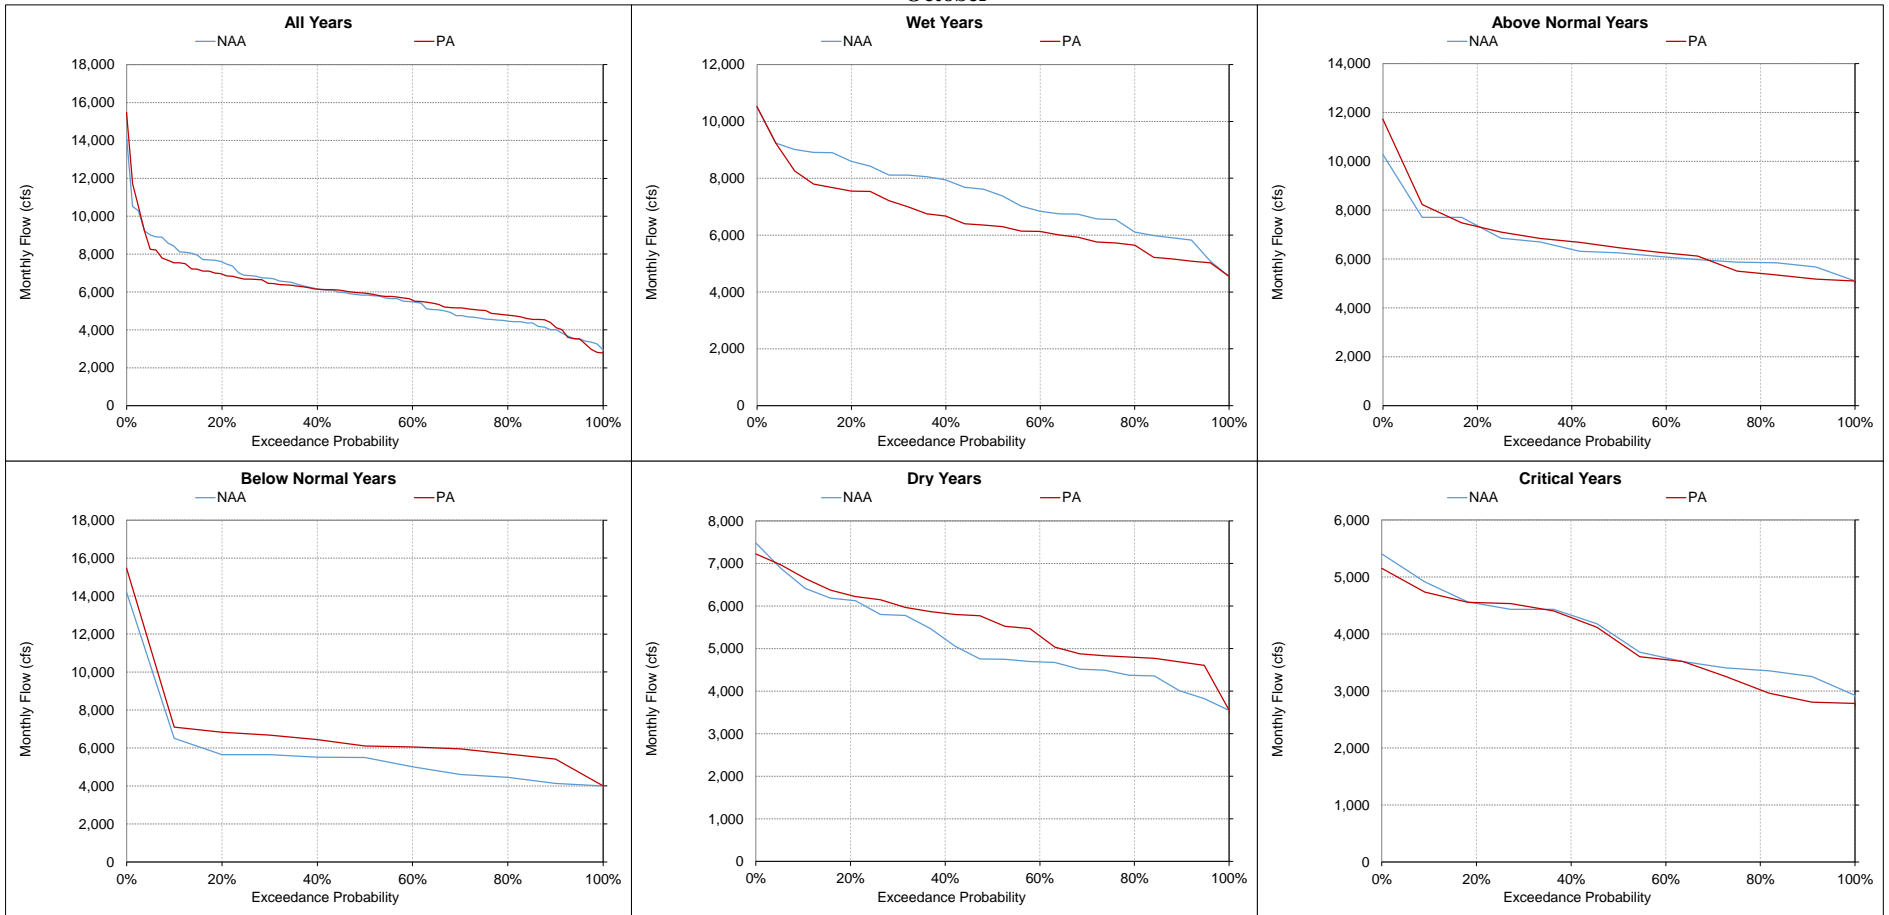 All Years
NAA PA
18,000
16,000
14,000
12,000
10,000
8,000
6,000
4,000
2,000
0
0% 20% 40% 60% 80% 100%
Monthly Flow (cfs)
Exceedance Probability
Wet Years
NAA PA
12,000
10,000
8,000
6,000
4,000
2,000
0
0% 20% 40% 60% 80% 100%
Monthly Flow (cfs)
Exceedance Probability
Above Normal Years
NAA PA
14,000
12,000
10,000
8,000
6,000
4,000
2,000
0
0% 20% 40% 60% 80% 100%
Monthly Flow (cfs)
Exceedance Probability
Below Normal Years
NAA PA
18,000
16,000
14,000
12,000
10,000
8,000
6,000
4,000
2,000
0
0% 20% 40% 60% 80% 100%
Monthly Flow (cfs)
Exceedance Probability
Dry Years
NAA PA
8,000
7,000
6,000
5,000
4,000
3,000
2,000
1,000
0
0% 20% 40% 60% 80% 100%
Monthly Flow (cfs)
Exceedance Probability
Critical Years
NAA PA
6,000
5,000
4,000
3,000
2,000
1,000
0
0% 20% 40% 60% 80% 100%
Monthly Flow (cfs)
Exceedance Probability